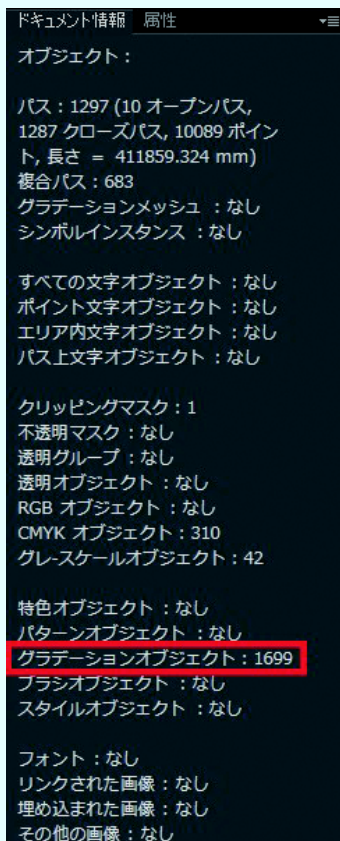 ドキュメント情報 属性
オブジェクト：
パス：1297 (10 オープンパス,
1287 クローズパス, 10089 ポイン
ト, 長さ = 411859.324 mm)
複合パス：683
グラデーションメッシュ ：なし
シンボルインスタンス ：なし
すべての文字オブジェクト：なし
ポイント文字オブジェクト：なし
エリア内文字オブジェクト：なし
パス上文字オブジェクト：なし
クリッピングマスク：1
不透明マスク：なし
透明グループ：なし
透明オブジェクト：なし
RGB オブジェクト：なし
CMYK オブジェクト：310
グレースケールオブジェクト：42
特色オブジェクト：なし
パターンオブジェクト：なし
グラデーションオブジェクト：1699
ブラシオブジェクト：なし
スタイルオブジェクト ：なし
フォント：なし
リンクされた画像：なし
埋め込まれた画像：なし
その他の画像：なし